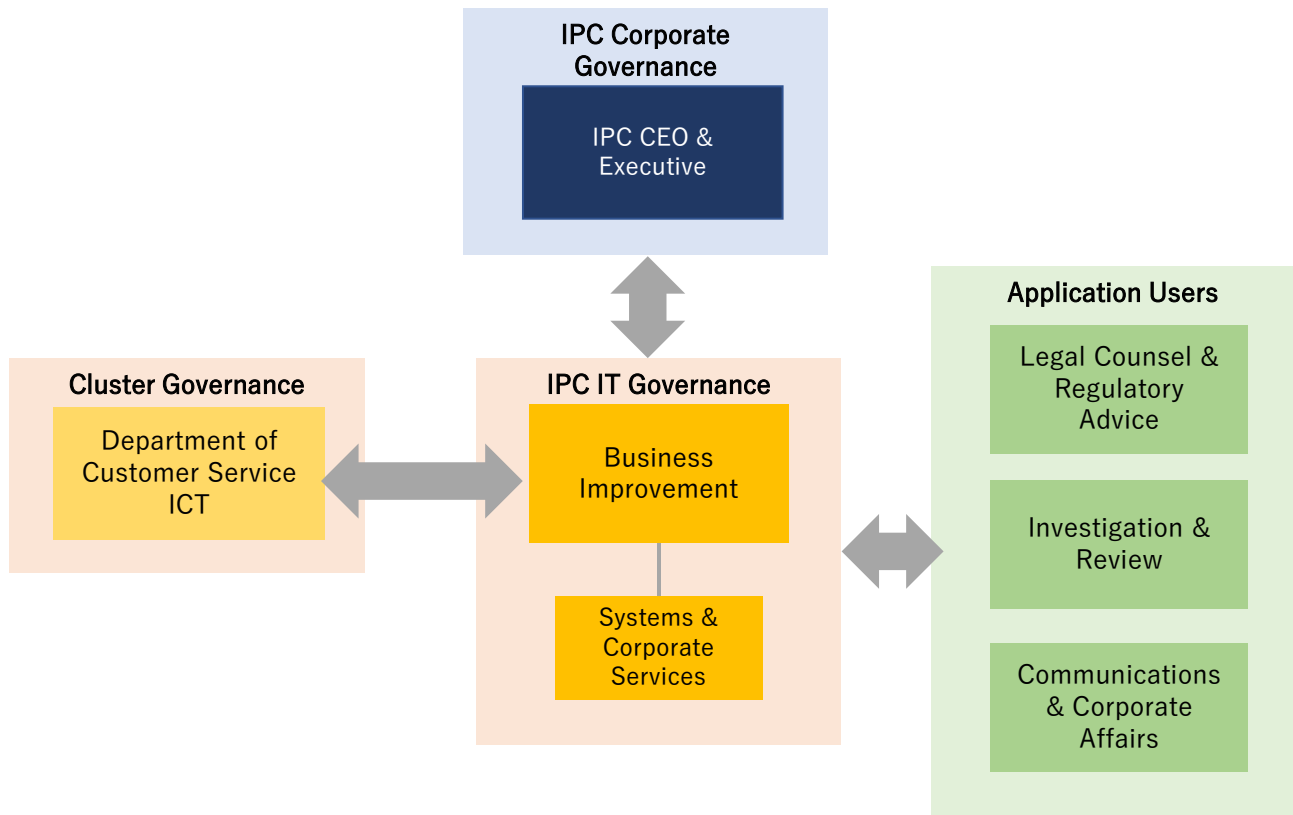 IPC Corporate
Governance
IPC CEO &
Executive
Cluster Governance
Department of
Customer Service
ICT
IPC IT Governance
Business
Improvement
Systems &
Corporate
Services
Application Users
Legal Counsel &
Regulatory
Advice
Investigation &
Review
Communications
& Corporate
Affairs